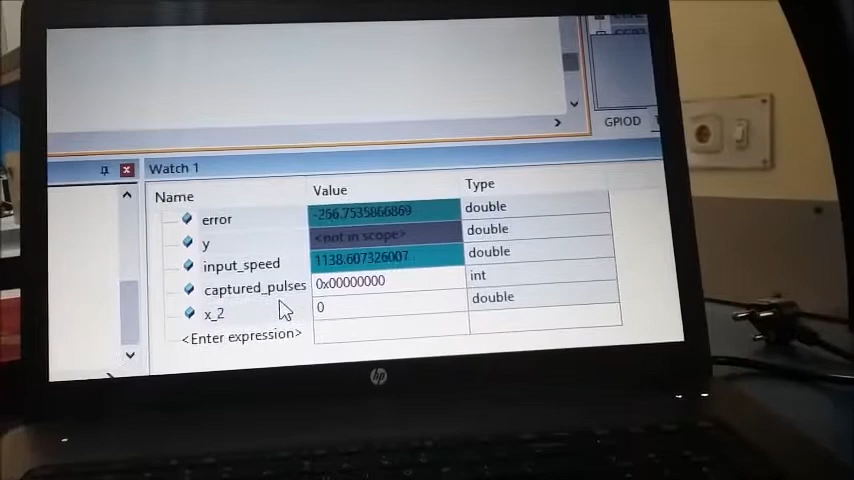 GPIOD
Watch 1
Name Value Type
error -256.7535866869 double
y <not in scope> double
input_speed 1138.607326007 double
captured_pulses 0x00000000 int
x_2 0 double
<Enter expression>
hp